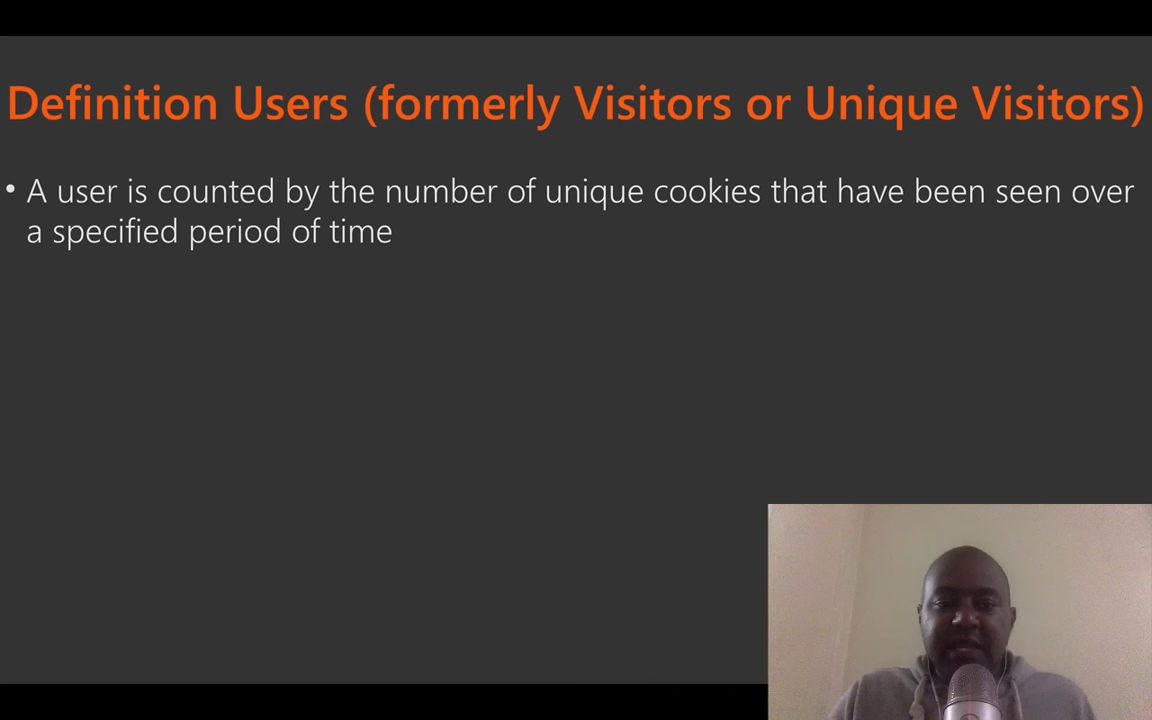 Definition Users (formerly Visitors or Unique Visitors)
• A user is counted by the number of unique cookies that have been seen over
a specified period of time